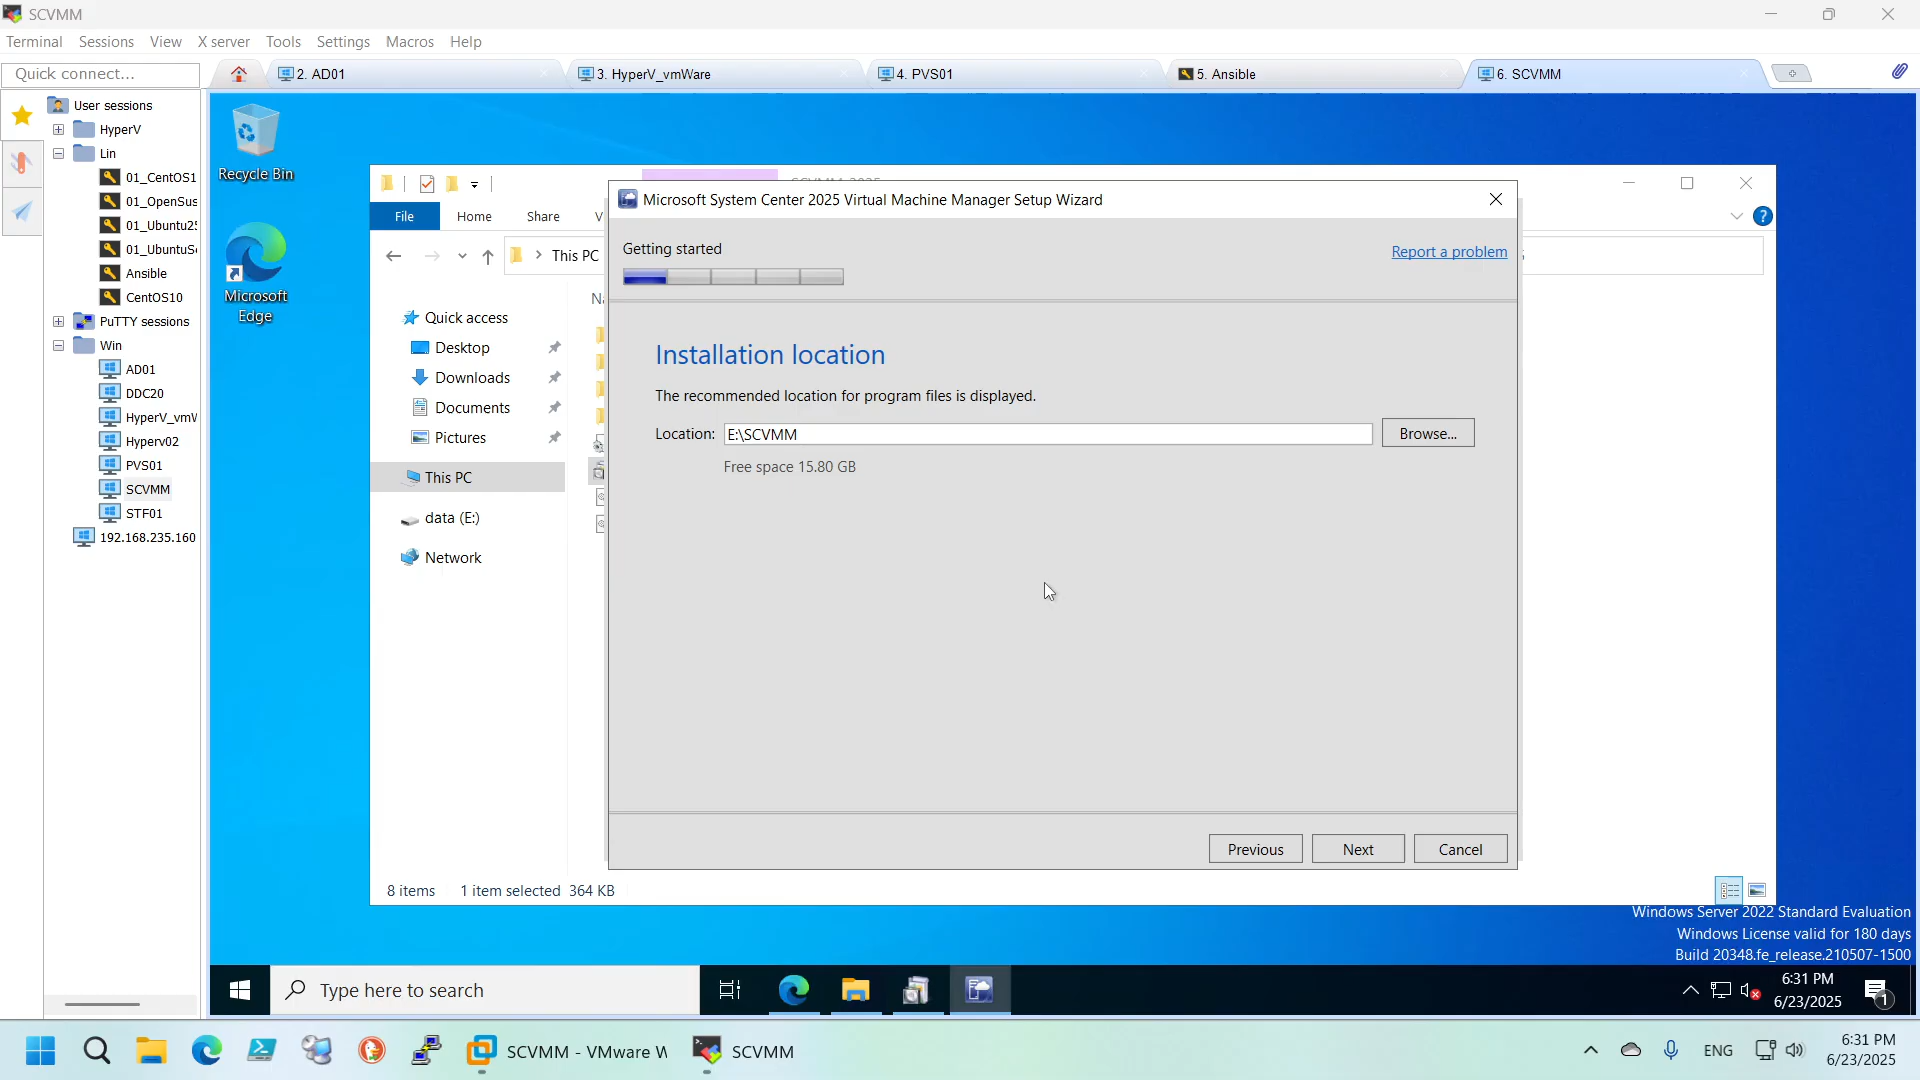 SCVMM
Terminal Sessions View X server Tools Settings Macros Help
Quick connect...
2. AD01
3. HyperV_vmWare
4. PVS01
5. Ansible
6. SCVMM
User sessions
HyperV
Lin
01_CentOS1
01_OpenSus
01_Ubuntu25
01_UbuntuSe
Ansible
CentOS10
PuTTY sessions
Win
AD01
DDC20
HyperV_vmW
Hyperv02
PVS01
SCVMM
STF01
192.168.235.160
Recycle Bin
Microsoft
Edge
File Home Share V
This PC
Quick access
Desktop
Downloads
Documents
Pictures
This PC
data (E:)
Network
8 items 1 item selected 364 KB
Microsoft System Center 2025 Virtual Machine Manager Setup Wizard
Getting started
Report a problem
Installation location
The recommended location for program files is displayed.
Location: E:\SCVMM Browse...
Free space 15.80 GB
Previous Next Cancel
Windows Server 2022 Standard Evaluation
Windows License valid for 180 days
Build 20348.fe_release.210507-1500
Type here to search
6:31 PM
6/23/2025
1
SCVMM - VMware W
SCVMM
ENG
6:31 PM
6/23/2025